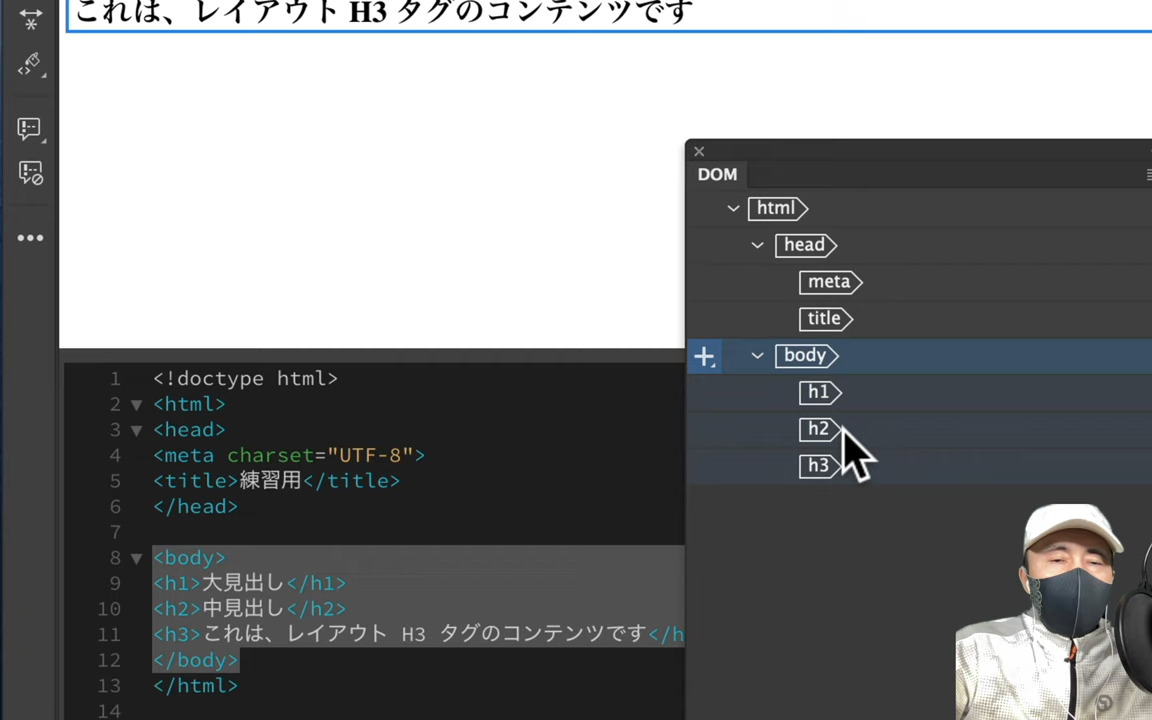 これは、レイアウト H3 タグのコンテンツです
DOM
html
head
meta
title
body
h1
h2
h3
1 <!doctype html>
2 <html>
3 <head>
4 <meta charset="UTF-8">
5 <title>練習用</title>
6 </head>
7
8 <body>
9 <h1>大見出し</h1>
10 <h2>中見出し</h2>
11 <h3>これは、レイアウト H3 タグのコンテンツです</h
12 </body>
13 </html>
14